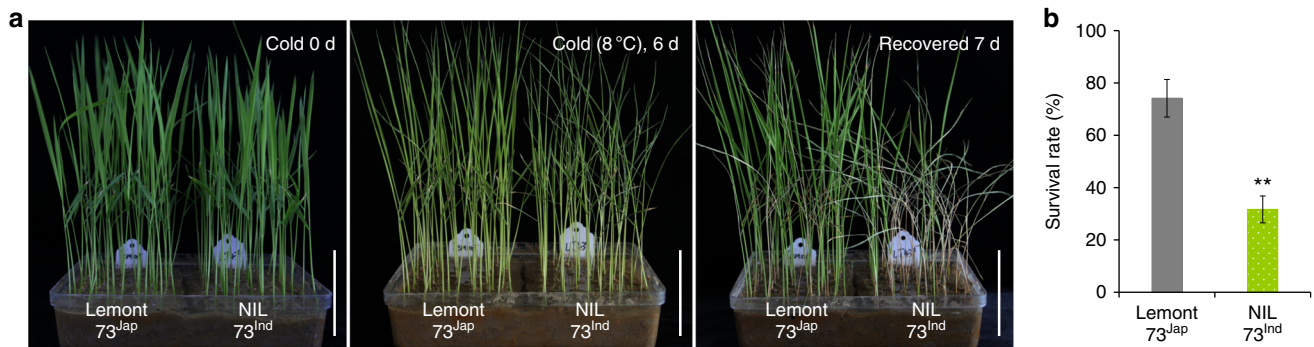 a
Cold 0 d
Cold (8 °C), 6 d
Recovered 7 d
Lemont
73Jap
NIL
73Ind
Lemont
73Jap
NIL
73Ind
Lemont
73Jap
NIL
73Ind
b
100
80
60
40
20
0
Survival rate (%)
**
Lemont
73Jap
NIL
73Ind